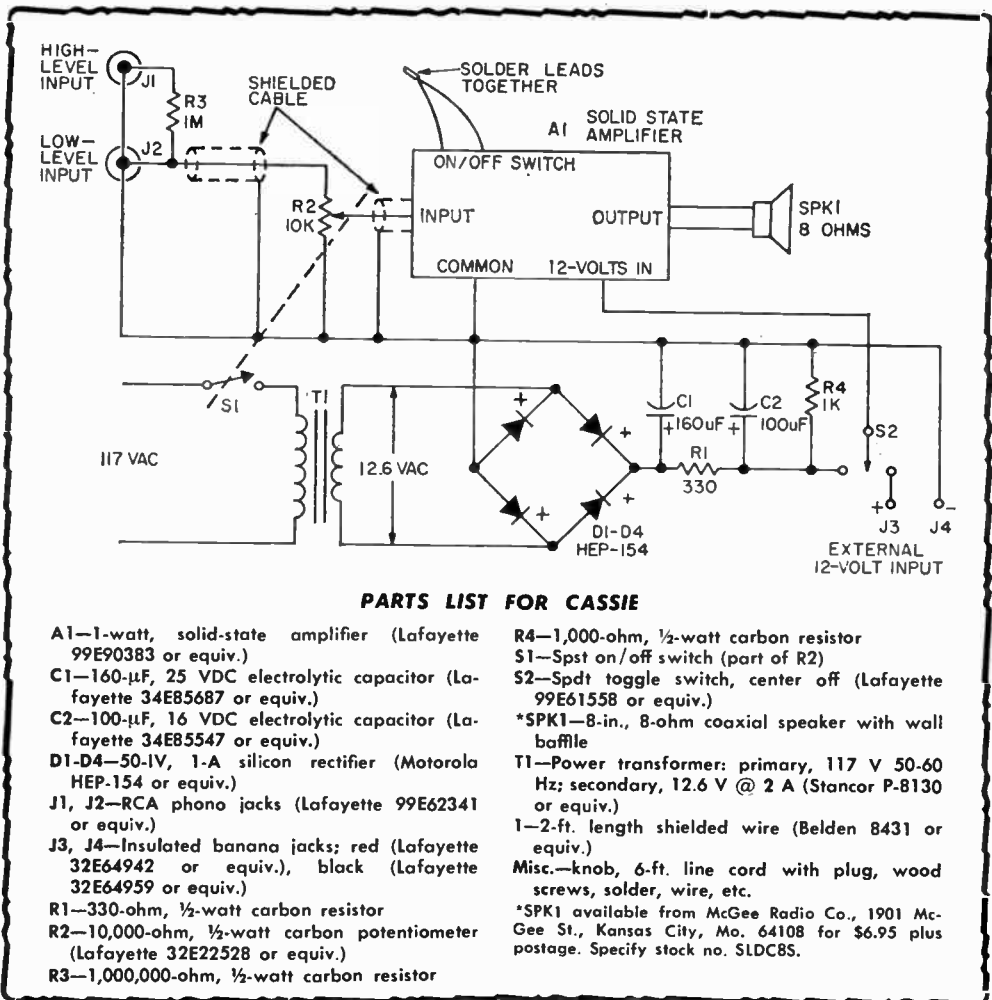 HIGH-
LEVEL
INPUT
J1
R3
1M
SHIELDED
CABLE
SOLDER LEADS
TOGETHER
A1 SOLID STATE
AMPLIFIER
LOW-
LEVEL
INPUT
J2
ON/OFF SWITCH
R2
10K
INPUT
OUTPUT
SPK1
8 OHMS
COMMON
12-VOLTS IN
S1
T1
117 VAC
12.6 VAC
+
+
+
+
D1-D4
HEP-154
C1
+160uF
C2
+100uF
R1
330
R4
1K
S2
+
-
J3
J4
EXTERNAL
12-VOLT INPUT
PARTS LIST FOR CASSIE
A1—1-watt, solid-state amplifier (Lafayette
99E90383 or equiv.)
C1—160-µF, 25 VDC electrolytic capacitor (La-
fayette 34E85687 or equiv.)
C2—100-µF, 16 VDC electrolytic capacitor (La-
fayette 34E85547 or equiv.)
D1-D4—50-IV, 1-A silicon rectifier (Motorola
HEP-154 or equiv.)
J1, J2—RCA phono jacks (Lafayette 99E62341
or equiv.)
J3, J4—Insulated banana jacks; red (Lafayette
32E64942 or equiv.), black (Lafayette
32E64959 or equiv.)
R1—330-ohm, ½-watt carbon resistor
R2—10,000-ohm, ½-watt carbon potentiometer
(Lafayette 32E22528 or equiv.)
R3—1,000,000-ohm, ½-watt carbon resistor
R4—1,000-ohm, ½-watt carbon resistor
S1—Spst on/off switch (part of R2)
S2—Spdt toggle switch, center off (Lafayette
99E61558 or equiv.)
*SPK1—8-in., 8-ohm coaxial speaker with wall
baffile
T1—Power transformer: primary, 117 V 50-60
Hz; secondary, 12.6 V @ 2 A (Stancor P-8130
or equiv.)
1—2-ft. length shielded wire (Belden 8431 or
equiv.)
Misc.—knob, 6-ft. line cord with plug, wood
screws, solder, wire, etc.
*SPK1 available from McGee Radio Co., 1901 Mc-
Gee St., Kansas City, Mo. 64108 for $6.95 plus
postage. Specify stock no. SLDC8S.